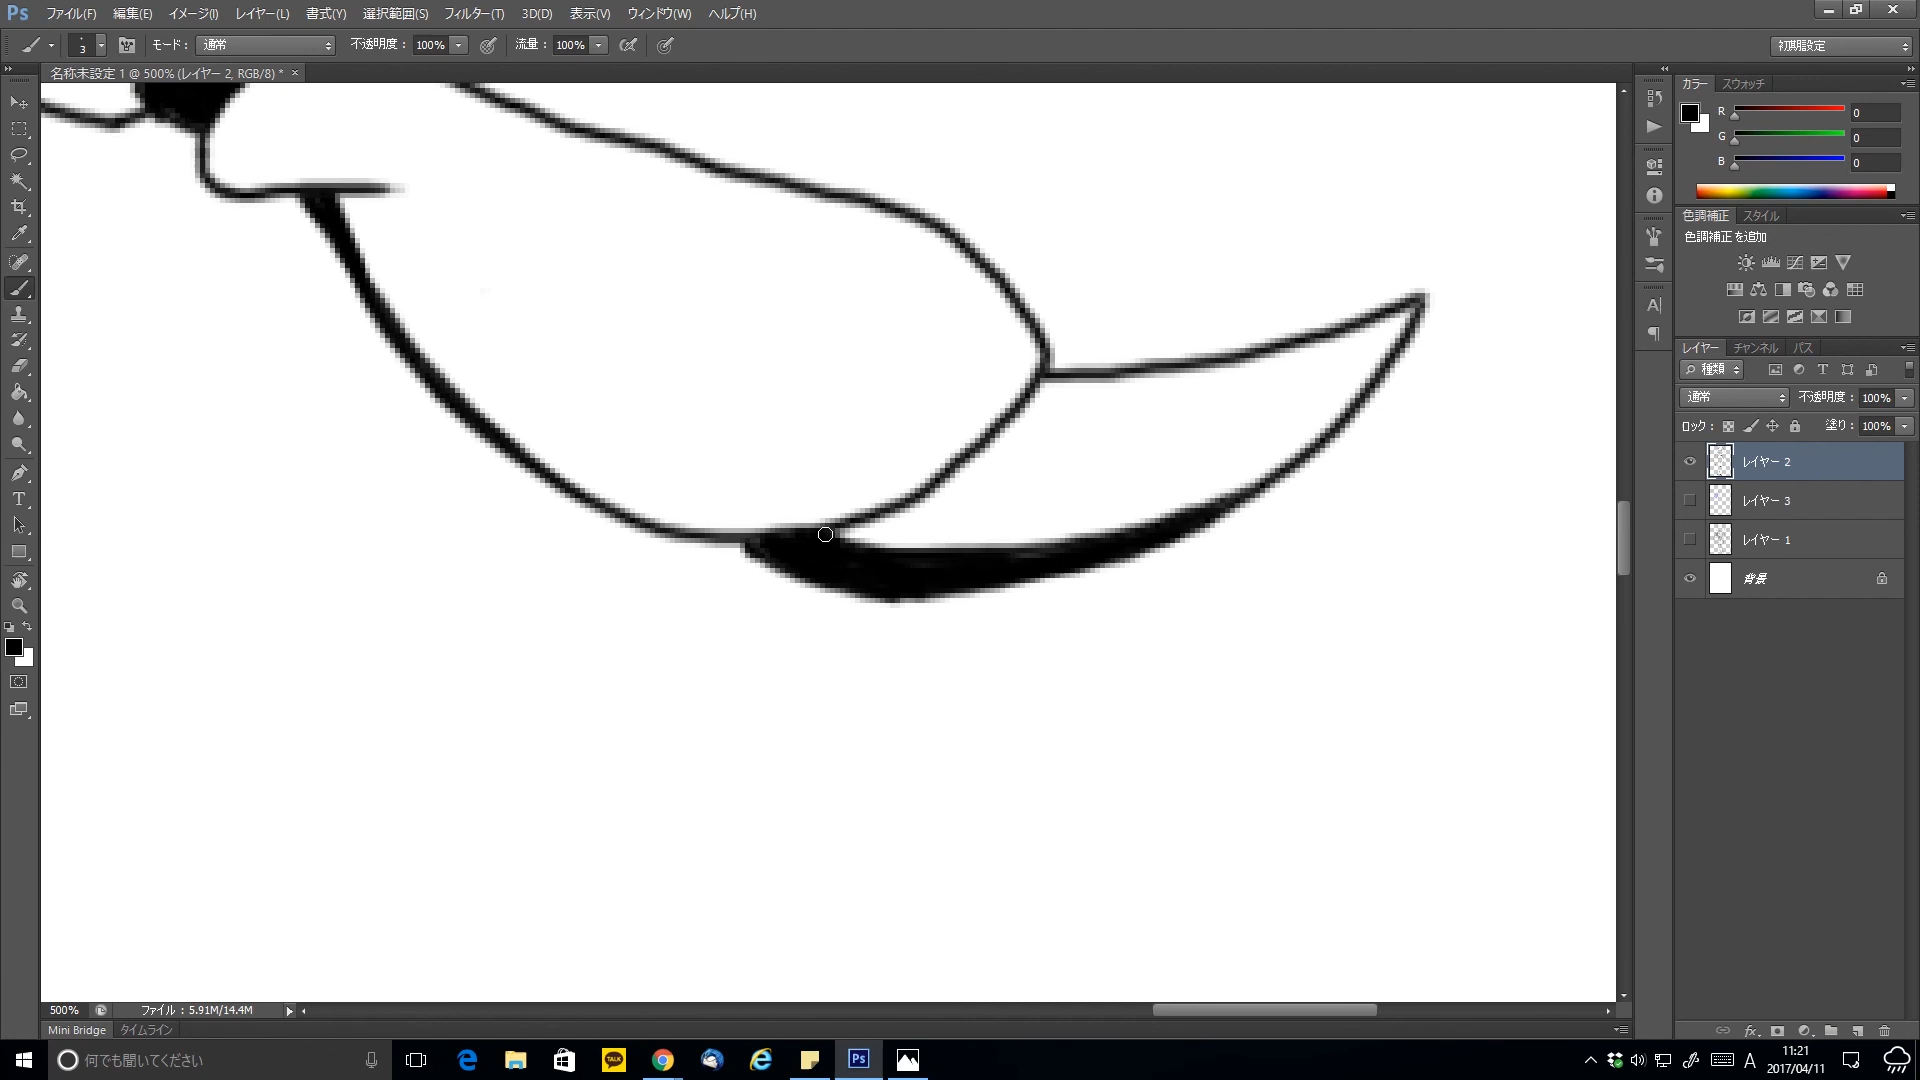 Ps ファイル(F) 編集(E) イメージ(I) レイヤー(L) 書式(Y) 選択範囲(S) フィルター(T) 3D(D) 表示(V) ウィンドウ(W) ヘルプ(H)
3 モード： 通常 不透明度： 100% 流量： 100% 初期設定
名称未設定 1 @ 500% (レイヤー 2, RGB/8) * ×
カラー スウォッチ
R 0
G 0
B 0
色調補正 スタイル
色調補正を追加
レイヤー チャンネル パス
種類
通常 不透明度： 100%
ロック： 塗り： 100%
レイヤー 2
レイヤー 3
レイヤー 1
背景
500% ファイル：5.91M/14.4M
Mini Bridge タイムライン
何でも聞いてください TALK Ps A 11:21
2017/04/11